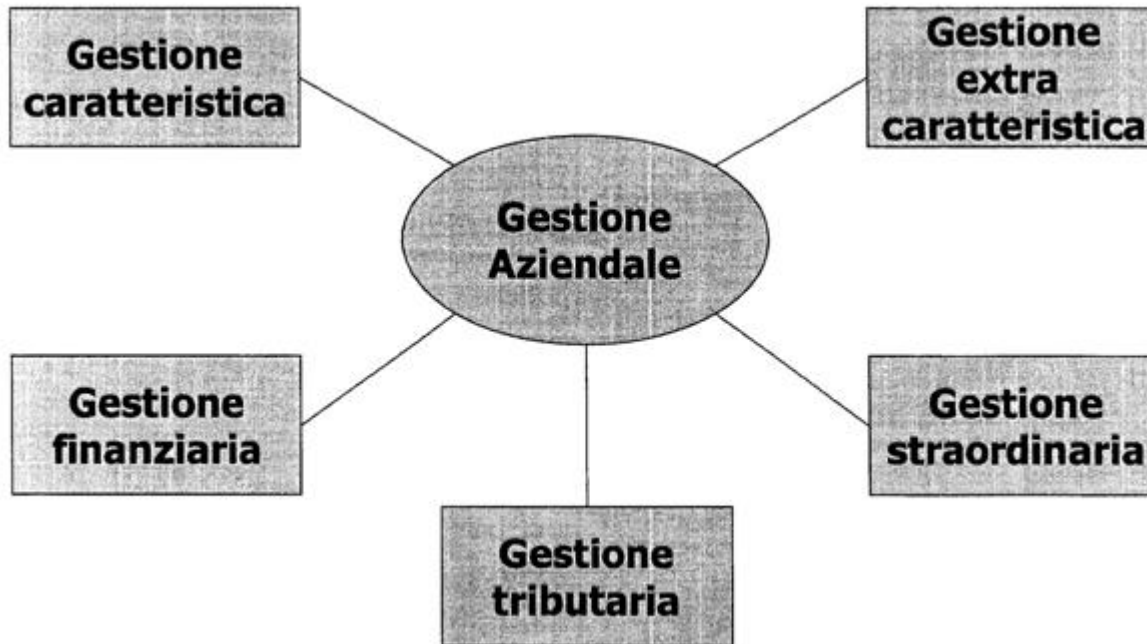 Gestione
caratteristica
Gestione
extra
caratteristica
Gestione
Aziendale
Gestione
finanziaria
Gestione
straordinaria
Gestione
tributaria